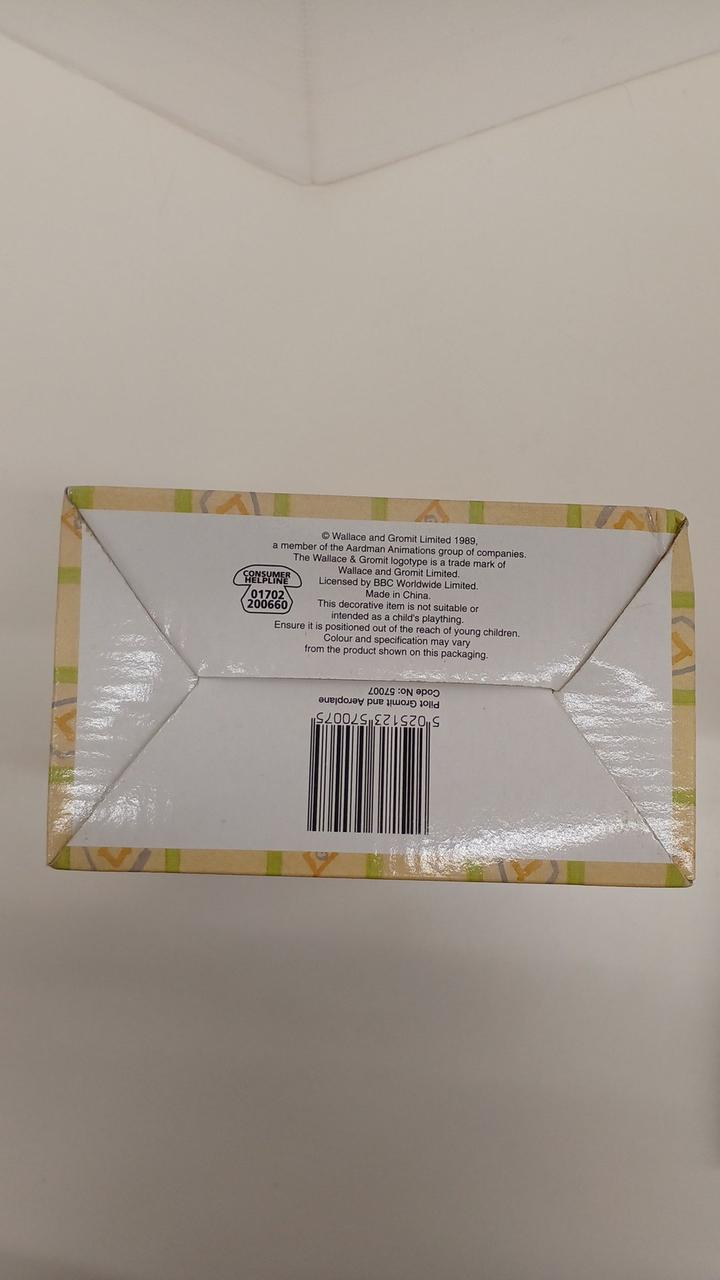 © Wallace and Gromit Limited 1989,
a member of the Aardman Animations group of companies.
The Wallace & Gromit logotype is a trade mark of
Wallace and Gromit Limited.
Licensed by BBC Worldwide Limited.
Made in China.
This decorative item is not suitable or
intended as a child's plaything.
Ensure it is positioned out of the reach of young children.
Colour and specification may vary
from the product shown on this packaging.
CONSUMER
HELPLINE
01702
200660
Pilot Gromit and Aeroplane
Code No: 57007
5 025123 570075